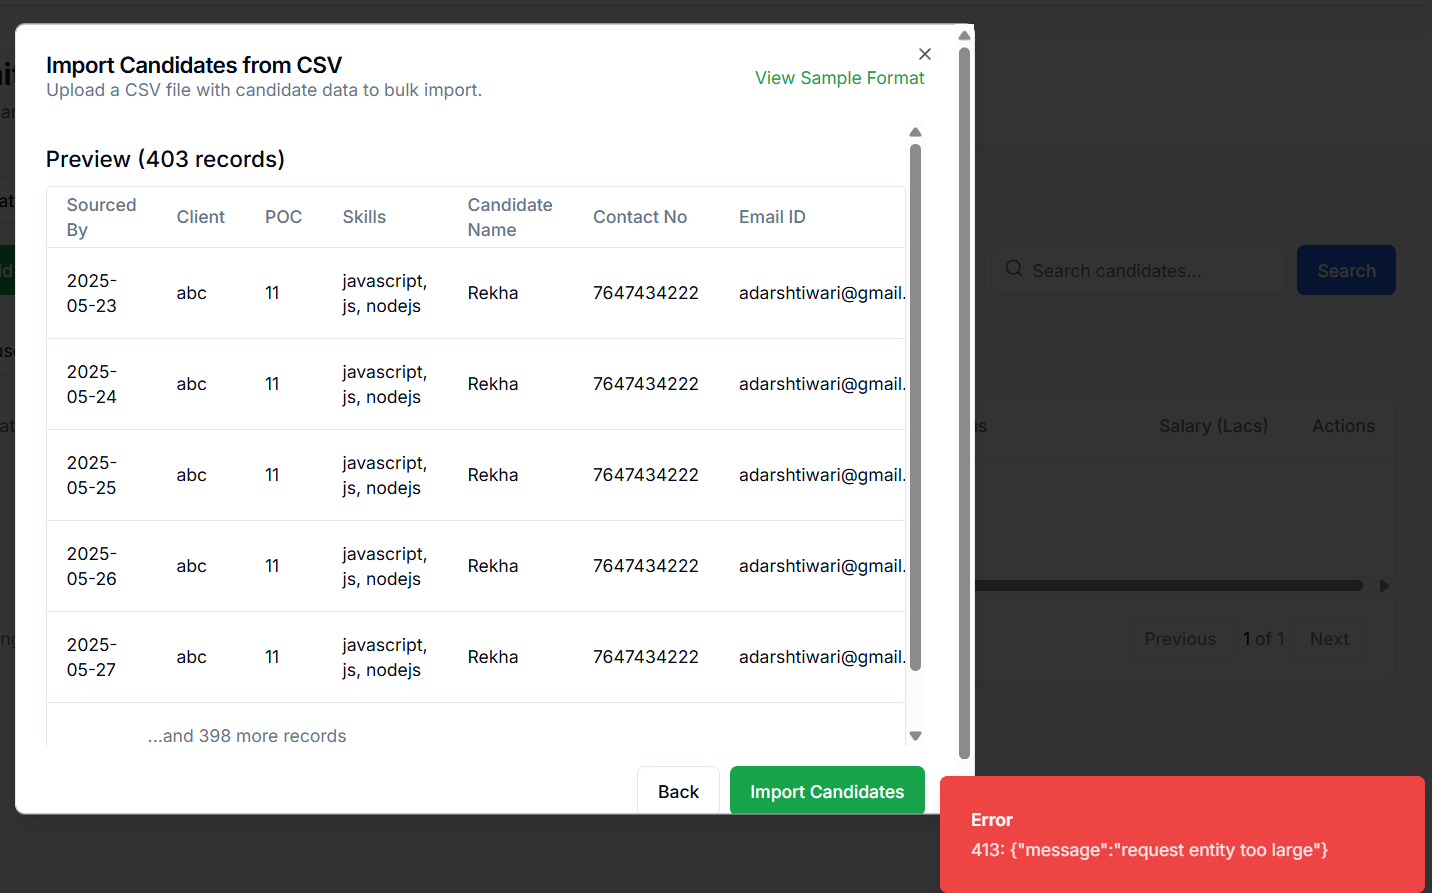 Import Candidates from CSV
Upload a CSV file with candidate data to bulk import.
View Sample Format
Preview (403 records)
Sourced By Client POC Skills Candidate Name Contact No Email ID
2025-05-23 abc 11 javascript, js, nodejs Rekha 7647434222 adarshtiwari@gmail.
2025-05-24 abc 11 javascript, js, nodejs Rekha 7647434222 adarshtiwari@gmail.
2025-05-25 abc 11 javascript, js, nodejs Rekha 7647434222 adarshtiwari@gmail.
2025-05-26 abc 11 javascript, js, nodejs Rekha 7647434222 adarshtiwari@gmail.
2025-05-27 abc 11 javascript, js, nodejs Rekha 7647434222 adarshtiwari@gmail.
...and 398 more records
Back
Import Candidates
Search candidates...
Search
Salary (Lacs) Actions
Previous 1 of 1 Next
Error
413: {"message":"request entity too large"}